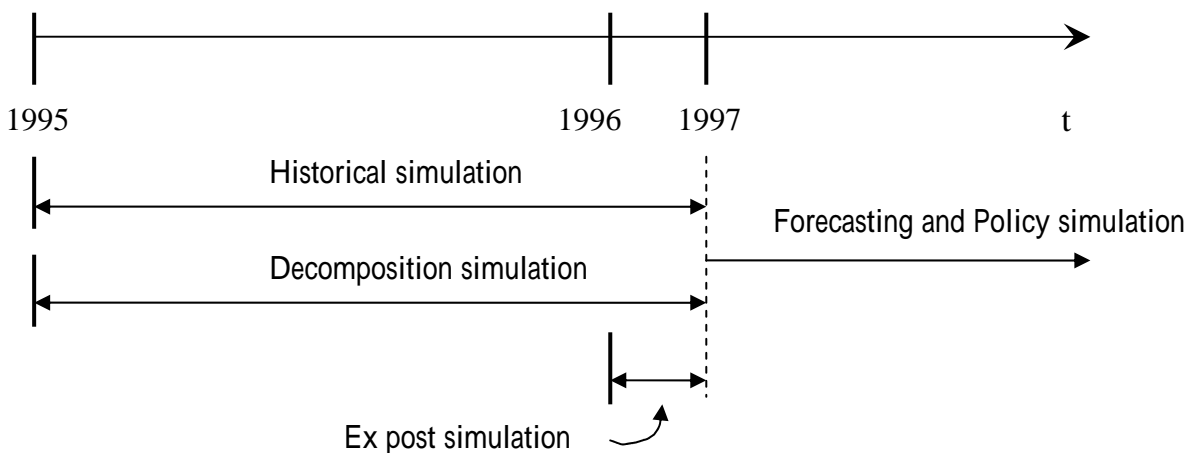 1995 1996 1997 t
Historical simulation
Forecasting and Policy simulation
Decomposition simulation
Ex post simulation